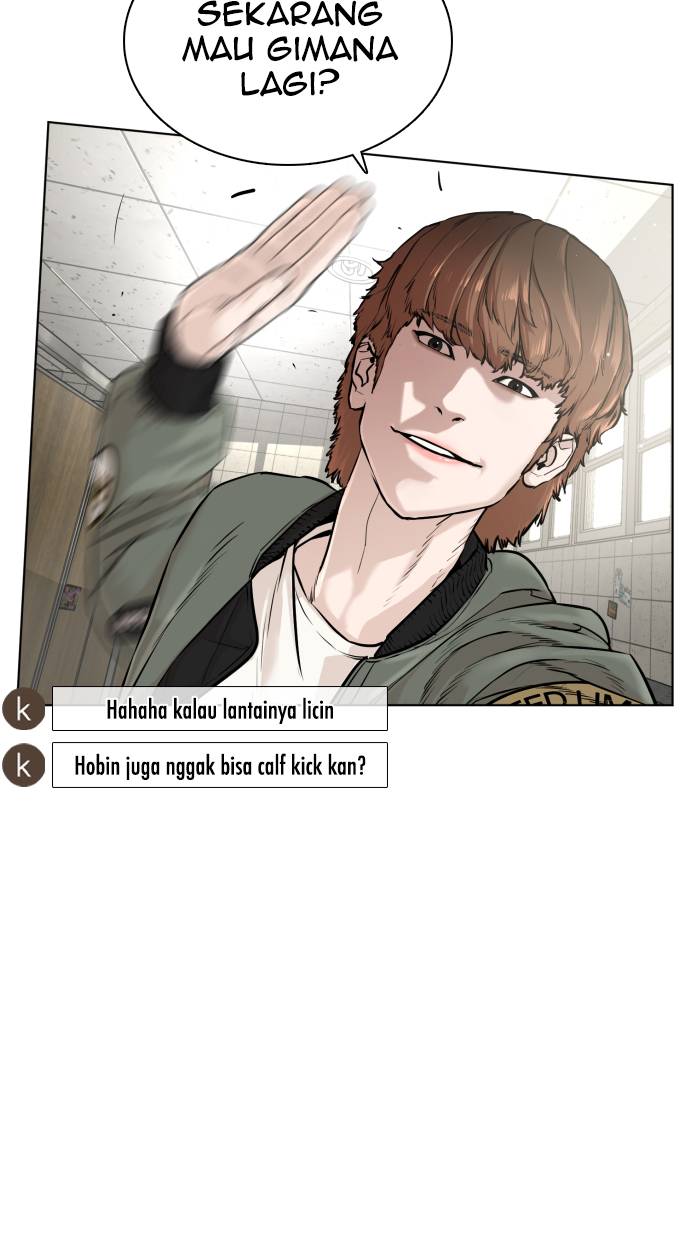 SEKARANG
MAU GIMANA
LAGI?
k Hahaha kalau lantainya licin
k Hobin juga nggak bisa calf kick kan?